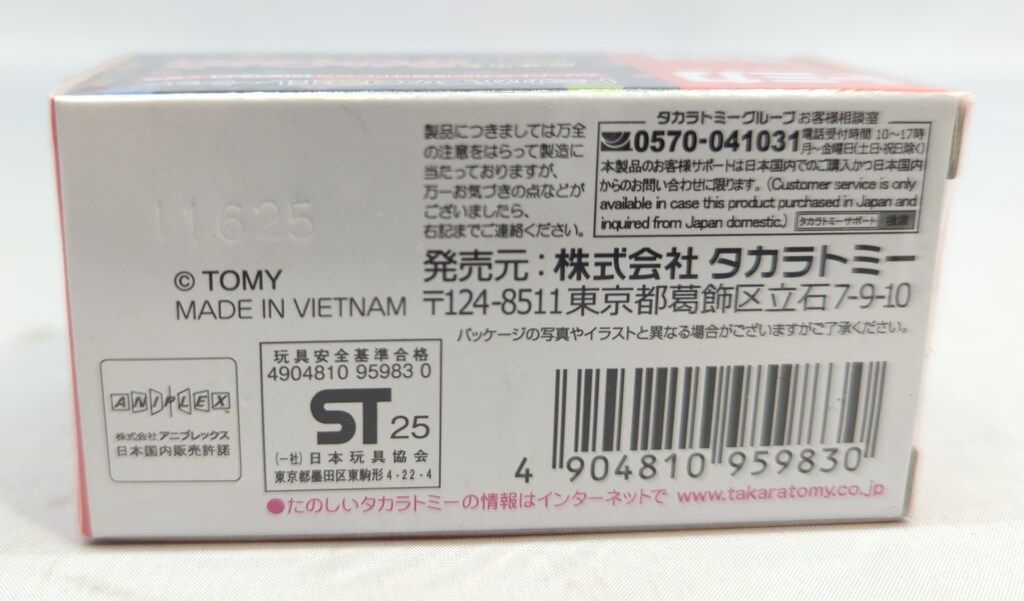 製品につきましては万全
の注意をはらって製造に
当たっておりますが、
万一お気づきの点などが
ございましたら、
右記までご連絡ください。
タカラトミーグループお客様相談室
0570-041031
電話受付時間 10〜17時
月〜金曜日(土日・祝日除く)
本製品のお客様サポートは日本国内でのご購入かつ日本国内
からのお問い合わせに限ります。(Customer service is only
available in case this product purchased in Japan and
inquired from Japan domestic.) タカラトミーサポート 検索
11625
© TOMY
MADE IN VIETNAM
発売元：株式会社 タカラトミー
〒124-8511 東京都葛飾区立石7-9-10
パッケージの写真やイラストと異なる場合がございますがご了承ください。
ANIPLEX
株式会社 アニプレックス
日本国内販売許諾
玩具安全基準合格
4904810 95983 0
ST 25
(一社)日本玩具協会
東京都墨田区東駒形4-22-4
4 904810 959830
●たのしいタカラトミーの情報はインターネットで www.takaratomy.co.jp